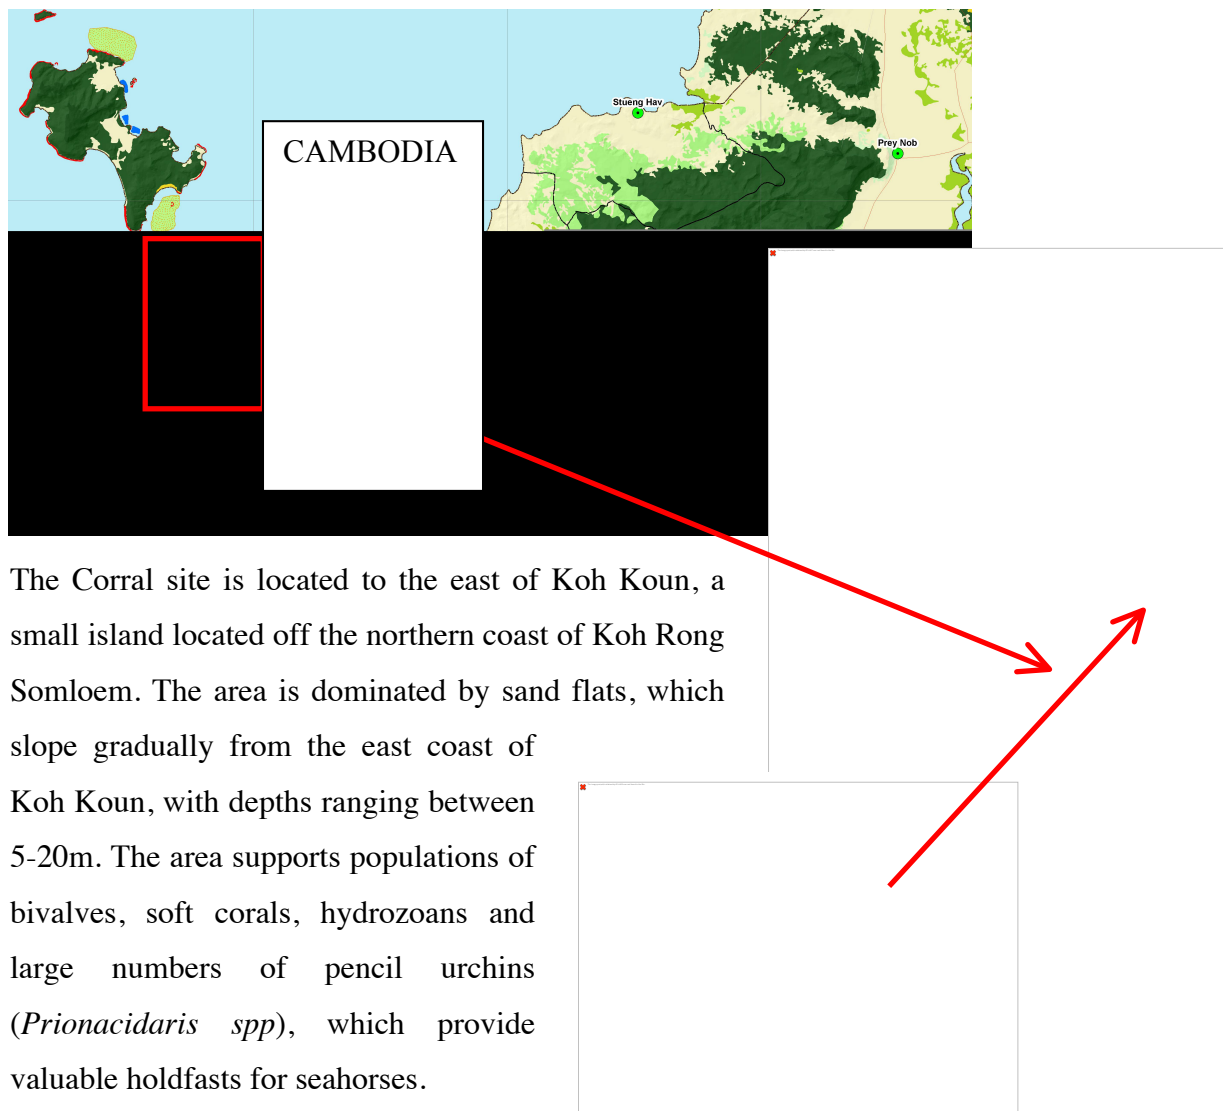 Stueng Hav
Prey Nob
CAMBODIA
The Corral site is located to the east of Koh Koun, a
small island located off the northern coast of Koh Rong
Somloem. The area is dominated by sand flats, which
slope gradually from the east coast of
Koh Koun, with depths ranging between
5-20m. The area supports populations of
bivalves, soft corals, hydrozoans and
large numbers of pencil urchins
(Prionacidaris spp), which provide
valuable holdfasts for seahorses.